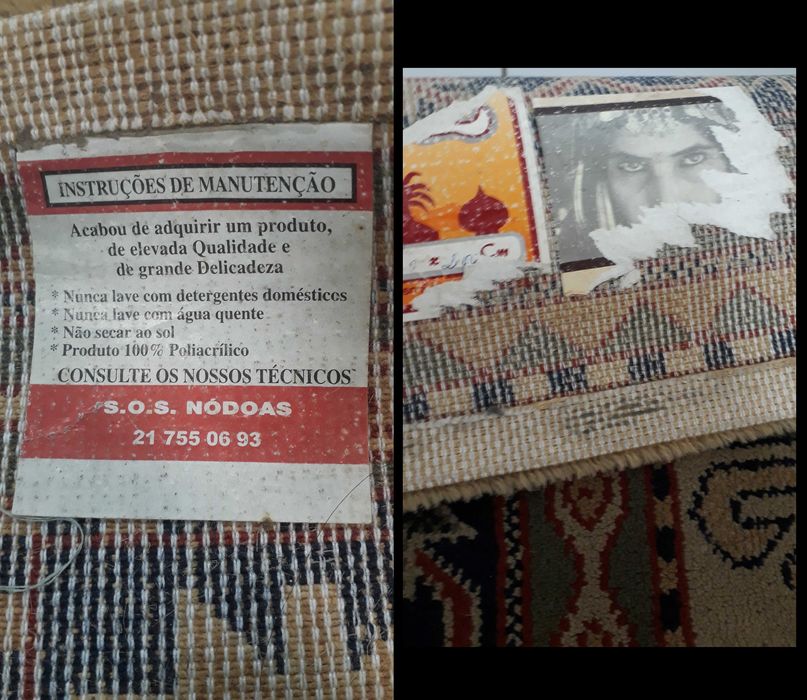 INSTRUÇÕES DE MANUTENÇÃO
Acabou de adquirir um produto,
de elevada Qualidade e
de grande Delicadeza
* Nunca lave com detergentes domésticos
* Nunca lave com água quente
* Não secar ao sol
* Produto 100% Poliacrílico
CONSULTE OS NOSSOS TÉCNICOS
S.O.S. NÓDOAS
21 755 06 93